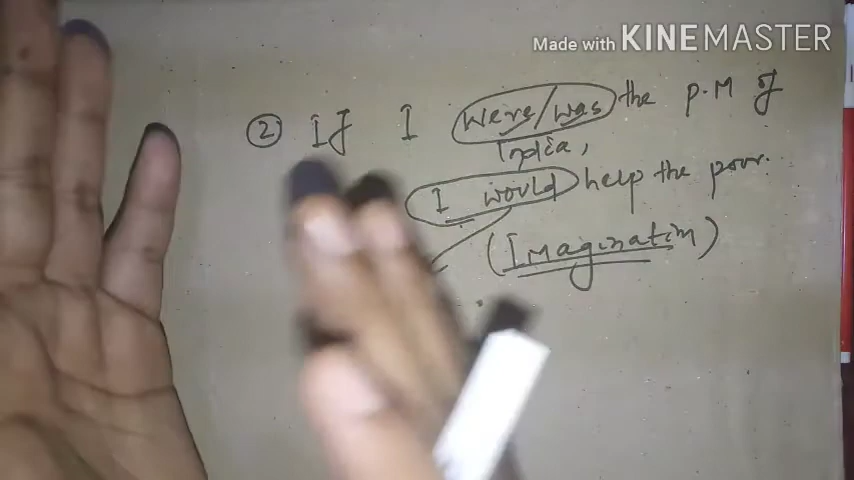 Made with KINEMASTER
② If I were/was the P.M of
India,
I would help the poor.
(Imagination)